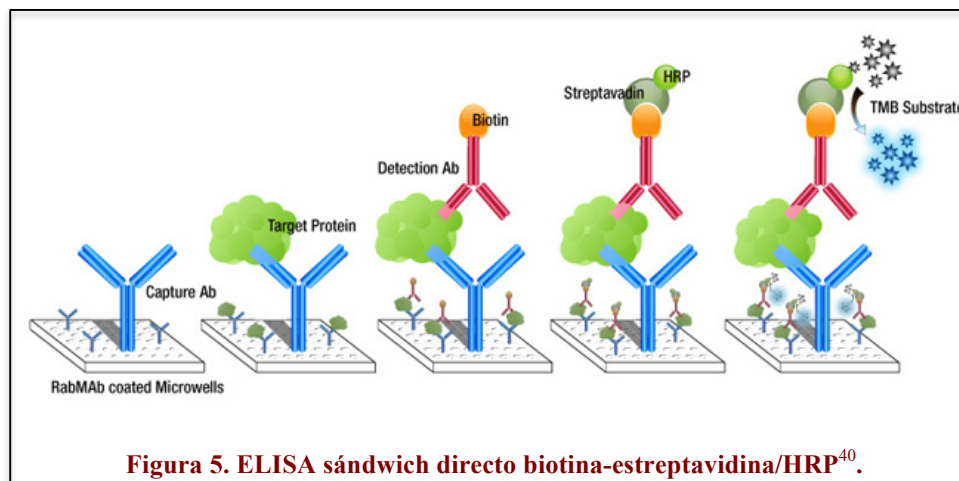 HRP
Streptavadin
TMB Substrate
Biotin
Detection Ab
Target Protein
Capture Ab
RabMAb coated Microwells
Figura 5. ELISA sándwich directo biotina-estreptavidina/HRP40.